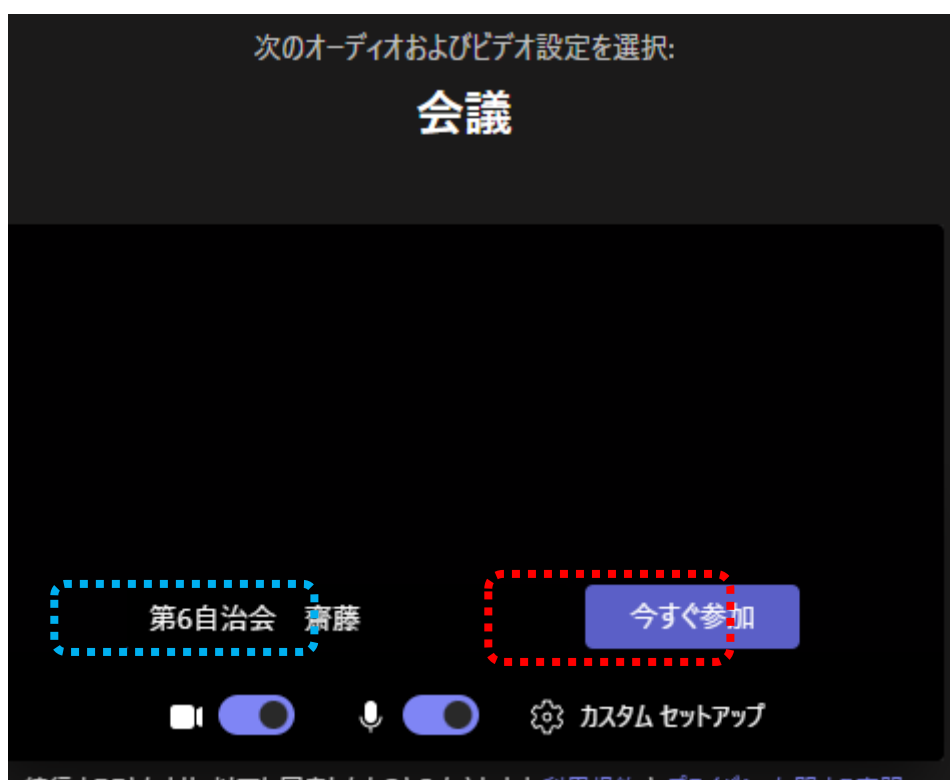 次のオーディオおよびビデオ設定を選択:
会議
第6自治会　齋藤
今すぐ参加
カスタム セットアップ